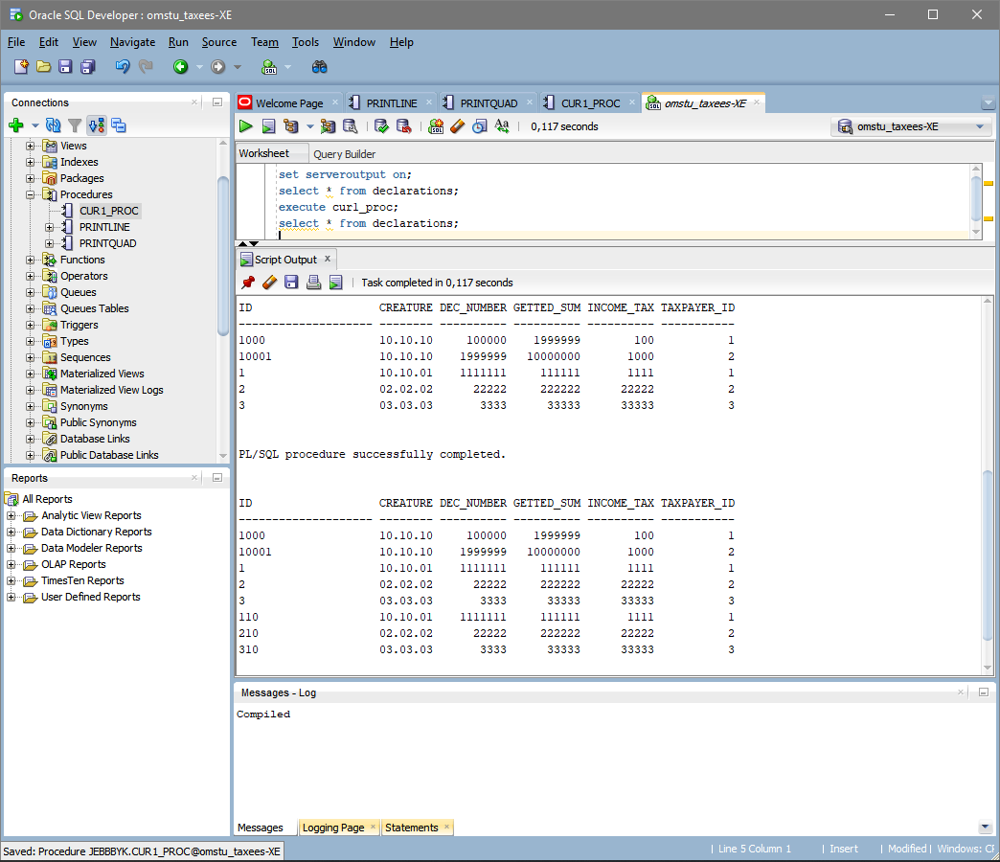 Oracle SQL Developer : omstu_taxees-XE
File Edit View Navigate Run Source Team Tools Window Help
SQL
Connections
Views
Indexes
Packages
Procedures
CUR1_PROC
PRINTLINE
PRINTQUAD
Functions
Operators
Queues
Queues Tables
Triggers
Types
Sequences
Materialized Views
Materialized View Logs
Synonyms
Public Synonyms
Database Links
Public Database Links
Reports
All Reports
Analytic View Reports
Data Dictionary Reports
Data Modeler Reports
OLAP Reports
TimesTen Reports
User Defined Reports
Welcome Page PRINTLINE PRINTQUAD CUR1_PROC omstu_taxees-XE
0,117 seconds omstu_taxees-XE
Worksheet Query Builder
set serveroutput on;
select * from declarations;
execute cur1_proc;
select * from declarations;
Script Output
Task completed in 0,117 seconds
ID CREATURE DEC_NUMBER GETTED_SUM INCOME_TAX TAXPAYER_ID
-------------------- -------- ---------- ---------- ---------- -----------
1000 10.10.10 100000 1999999 100 1
10001 10.10.10 1999999 10000000 1000 2
1 10.10.01 1111111 111111 1111 1
2 02.02.02 22222 222222 22222 2
3 03.03.03 3333 33333 33333 3
PL/SQL procedure successfully completed.
ID CREATURE DEC_NUMBER GETTED_SUM INCOME_TAX TAXPAYER_ID
-------------------- -------- ---------- ---------- ---------- -----------
1000 10.10.10 100000 1999999 100 1
10001 10.10.10 1999999 10000000 1000 2
1 10.10.01 1111111 111111 1111 1
2 02.02.02 22222 222222 22222 2
3 03.03.03 3333 33333 33333 3
110 10.10.01 1111111 111111 1111 1
210 02.02.02 22222 222222 22222 2
310 03.03.03 3333 33333 33333 3
Messages - Log
Compiled
Messages Logging Page Statements
Saved: Procedure JEBBBYK.CUR1_PROC@omstu_taxees-XE
Line 5 Column 1 Insert Modified Windows: